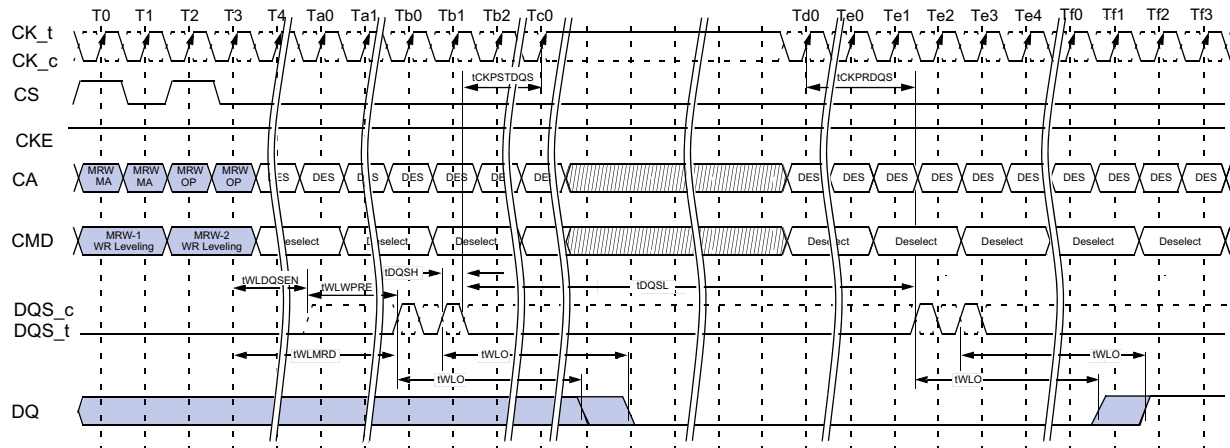 T0 T1 T2 T3 T4 Ta0 Ta1 Tb0 Tb1 Tb2 Tc0 Td0 Te0 Te1 Te2 Te3 Te4 Tf0 Tf1 Tf2 Tf3
CK_t
CK_c
tCKPSTDQS tCKPRDQS
CS
CKE
CA MRW MA MRW MA MRW OP MRW OP DES DES DES DES DES DES DES DES DES DES DES DES DES DES DES DES
CMD MRW-1 WR Leveling MRW-2 WR Leveling Deselect Deselect Deselect Deselect Deselect Deselect Deselect Deselect
tDQSH
tWLDQSEN tWLWPRE tDQSL
DQS_c
DQS_t
tWLMRD tWLO tWLO
tWLO tWLO
DQ